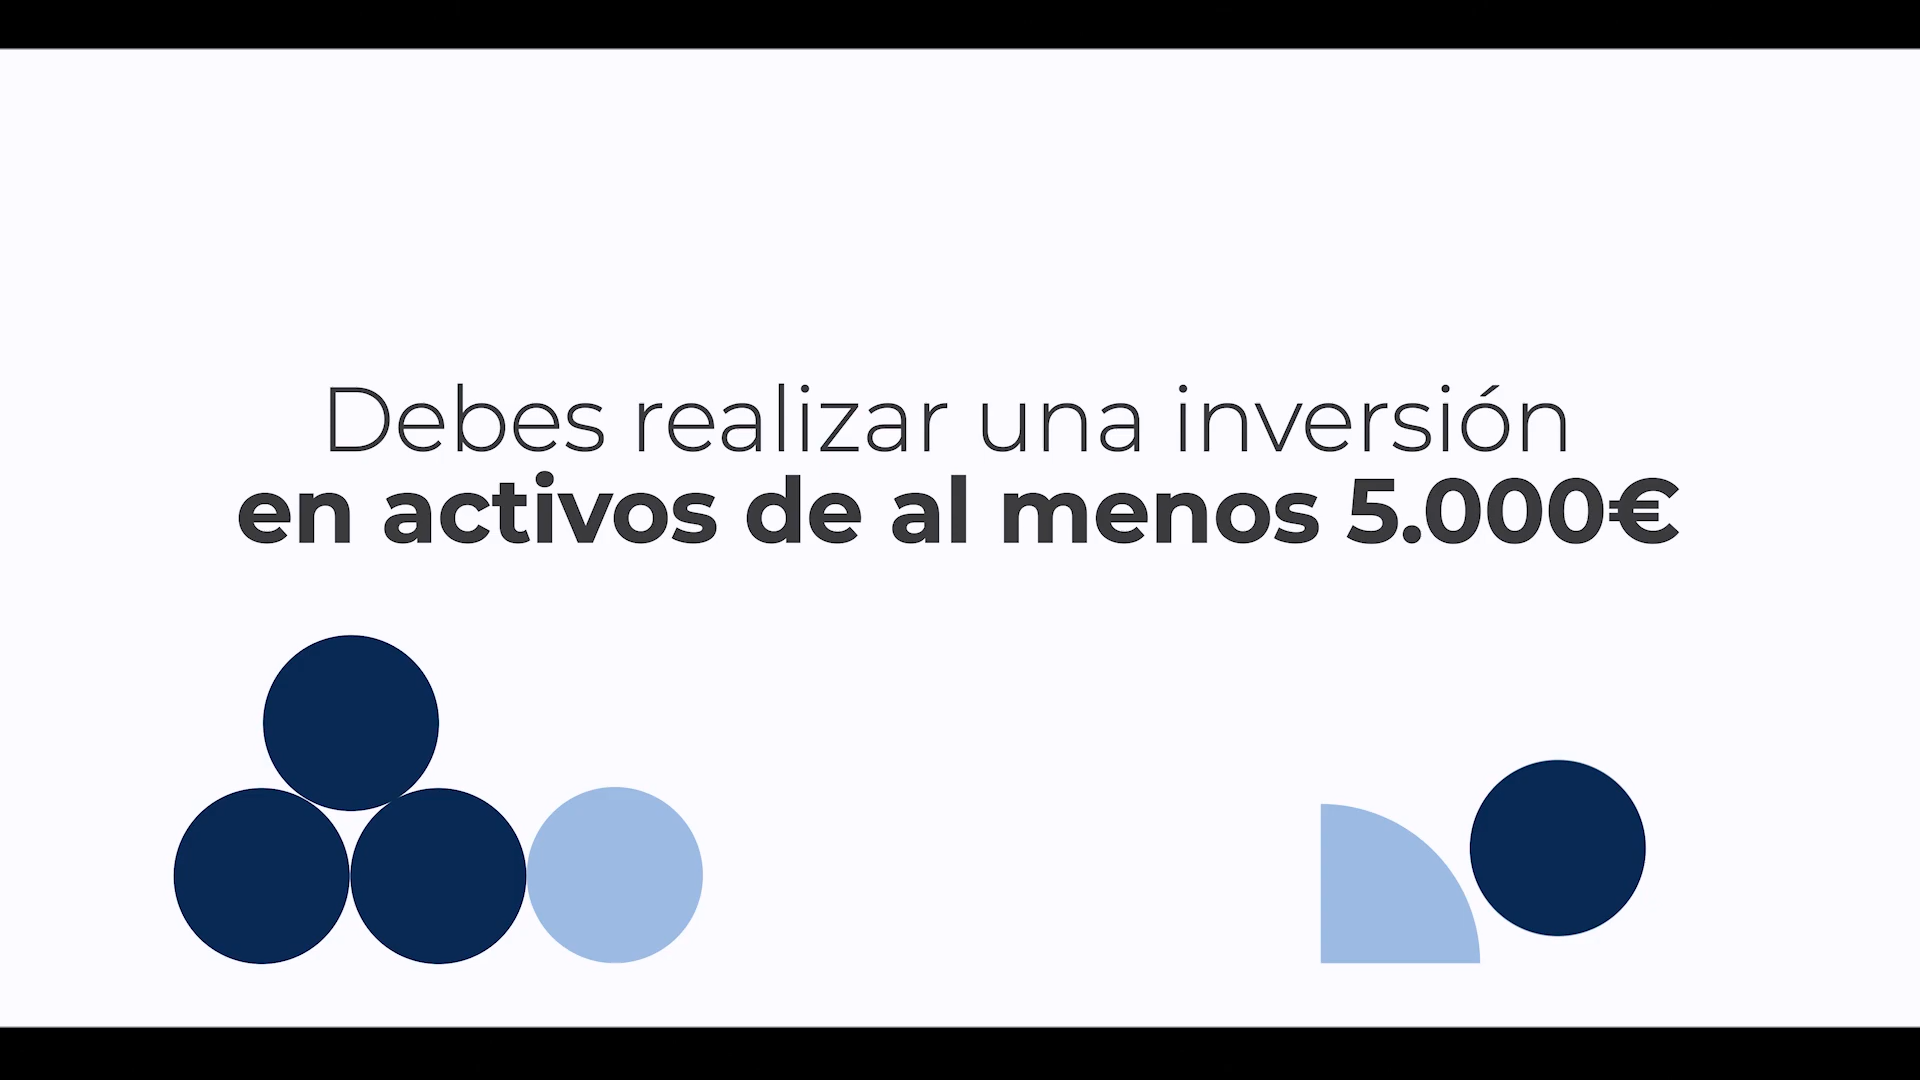 Debes realizar una inversión
en activos de al menos 5.000€